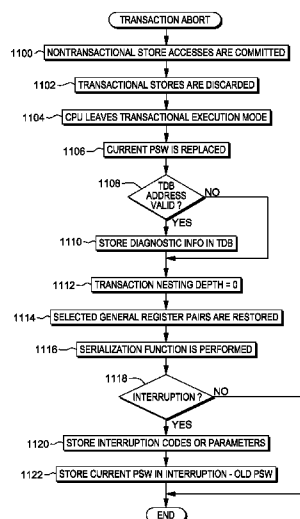 TRANSACTION ABORT
1100 NONTRANSACTIONAL STORE ACCESSES ARE COMMITTED
1102 TRANSACTIONAL STORES ARE DISCARDED
1104 CPU LEAVES TRANSACTIONAL EXECUTION MODE
1106 CURRENT PSW IS REPLACED
1108 TDB
ADDRESS
VALID ?
NO
YES
1110 STORE DIAGNOSTIC INFO IN TDB
1112 TRANSACTION NESTING DEPTH = 0
1114 SELECTED GENERAL REGISTER PAIRS ARE RESTORED
1116 SERIALIZATION FUNCTION IS PERFORMED
1118
INTERRUPTION ?
NO
YES
1120 STORE INTERRUPTION CODES OR PARAMETERS
1122 STORE CURRENT PSW IN INTERRUPTION - OLD PSW
END